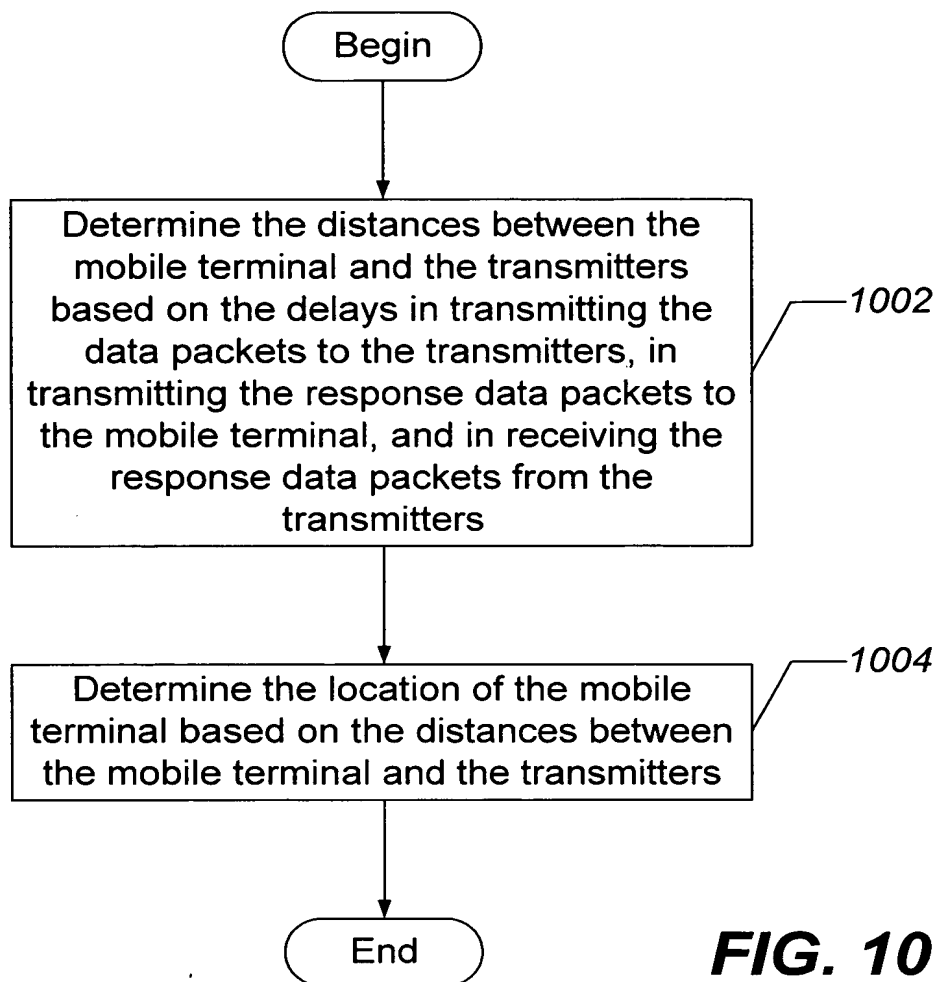 Begin
Determine the distances between the
mobile terminal and the transmitters
based on the delays in transmitting the
data packets to the transmitters, in
transmitting the response data packets to
the mobile terminal, and in receiving the
response data packets from the
transmitters
1002
Determine the location of the mobile
terminal based on the distances between
the mobile terminal and the transmitters
1004
End
FIG. 10